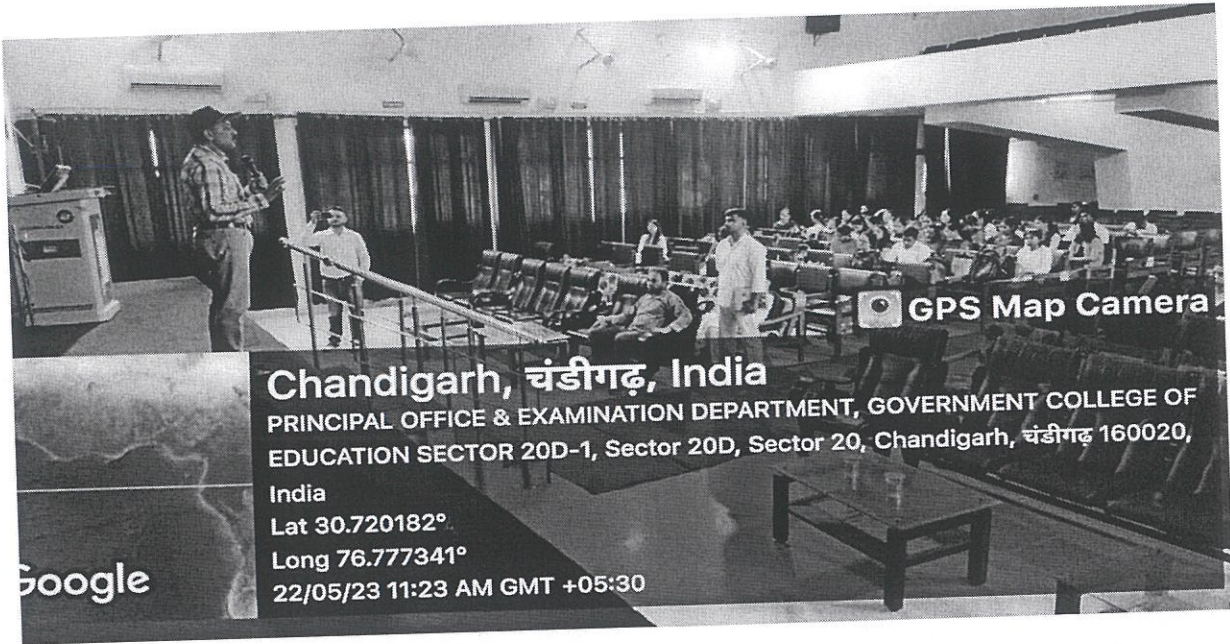 GPS Map Camera
Chandigarh, चंडीगढ़, India
PRINCIPAL OFFICE & EXAMINATION DEPARTMENT, GOVERNMENT COLLEGE OF
EDUCATION SECTOR 20D-1, Sector 20D, Sector 20, Chandigarh, चंडीगढ़ 160020,
India
Lat 30.720182°
Long 76.777341°
22/05/23 11:23 AM GMT +05:30
Google